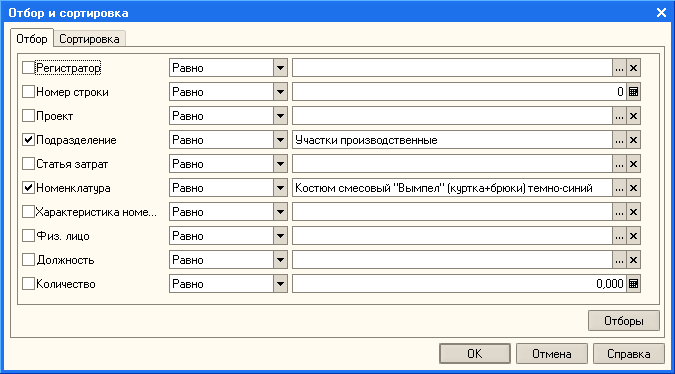 Отбор и сортировка
Отбор Сортировка
Регистратор Равно ...
Номер строки Равно 0
Проект Равно ...
Подразделение Равно Участки производственные ...
Статья затрат Равно ...
Номенклатура Равно Костюм смесовый "Вымпел" (куртка+брюки) темно-синий ...
Характеристика номе... Равно ...
Физ. лицо Равно ...
Должность Равно ...
Количество Равно 0,000
Отборы
OK Отмена Справка